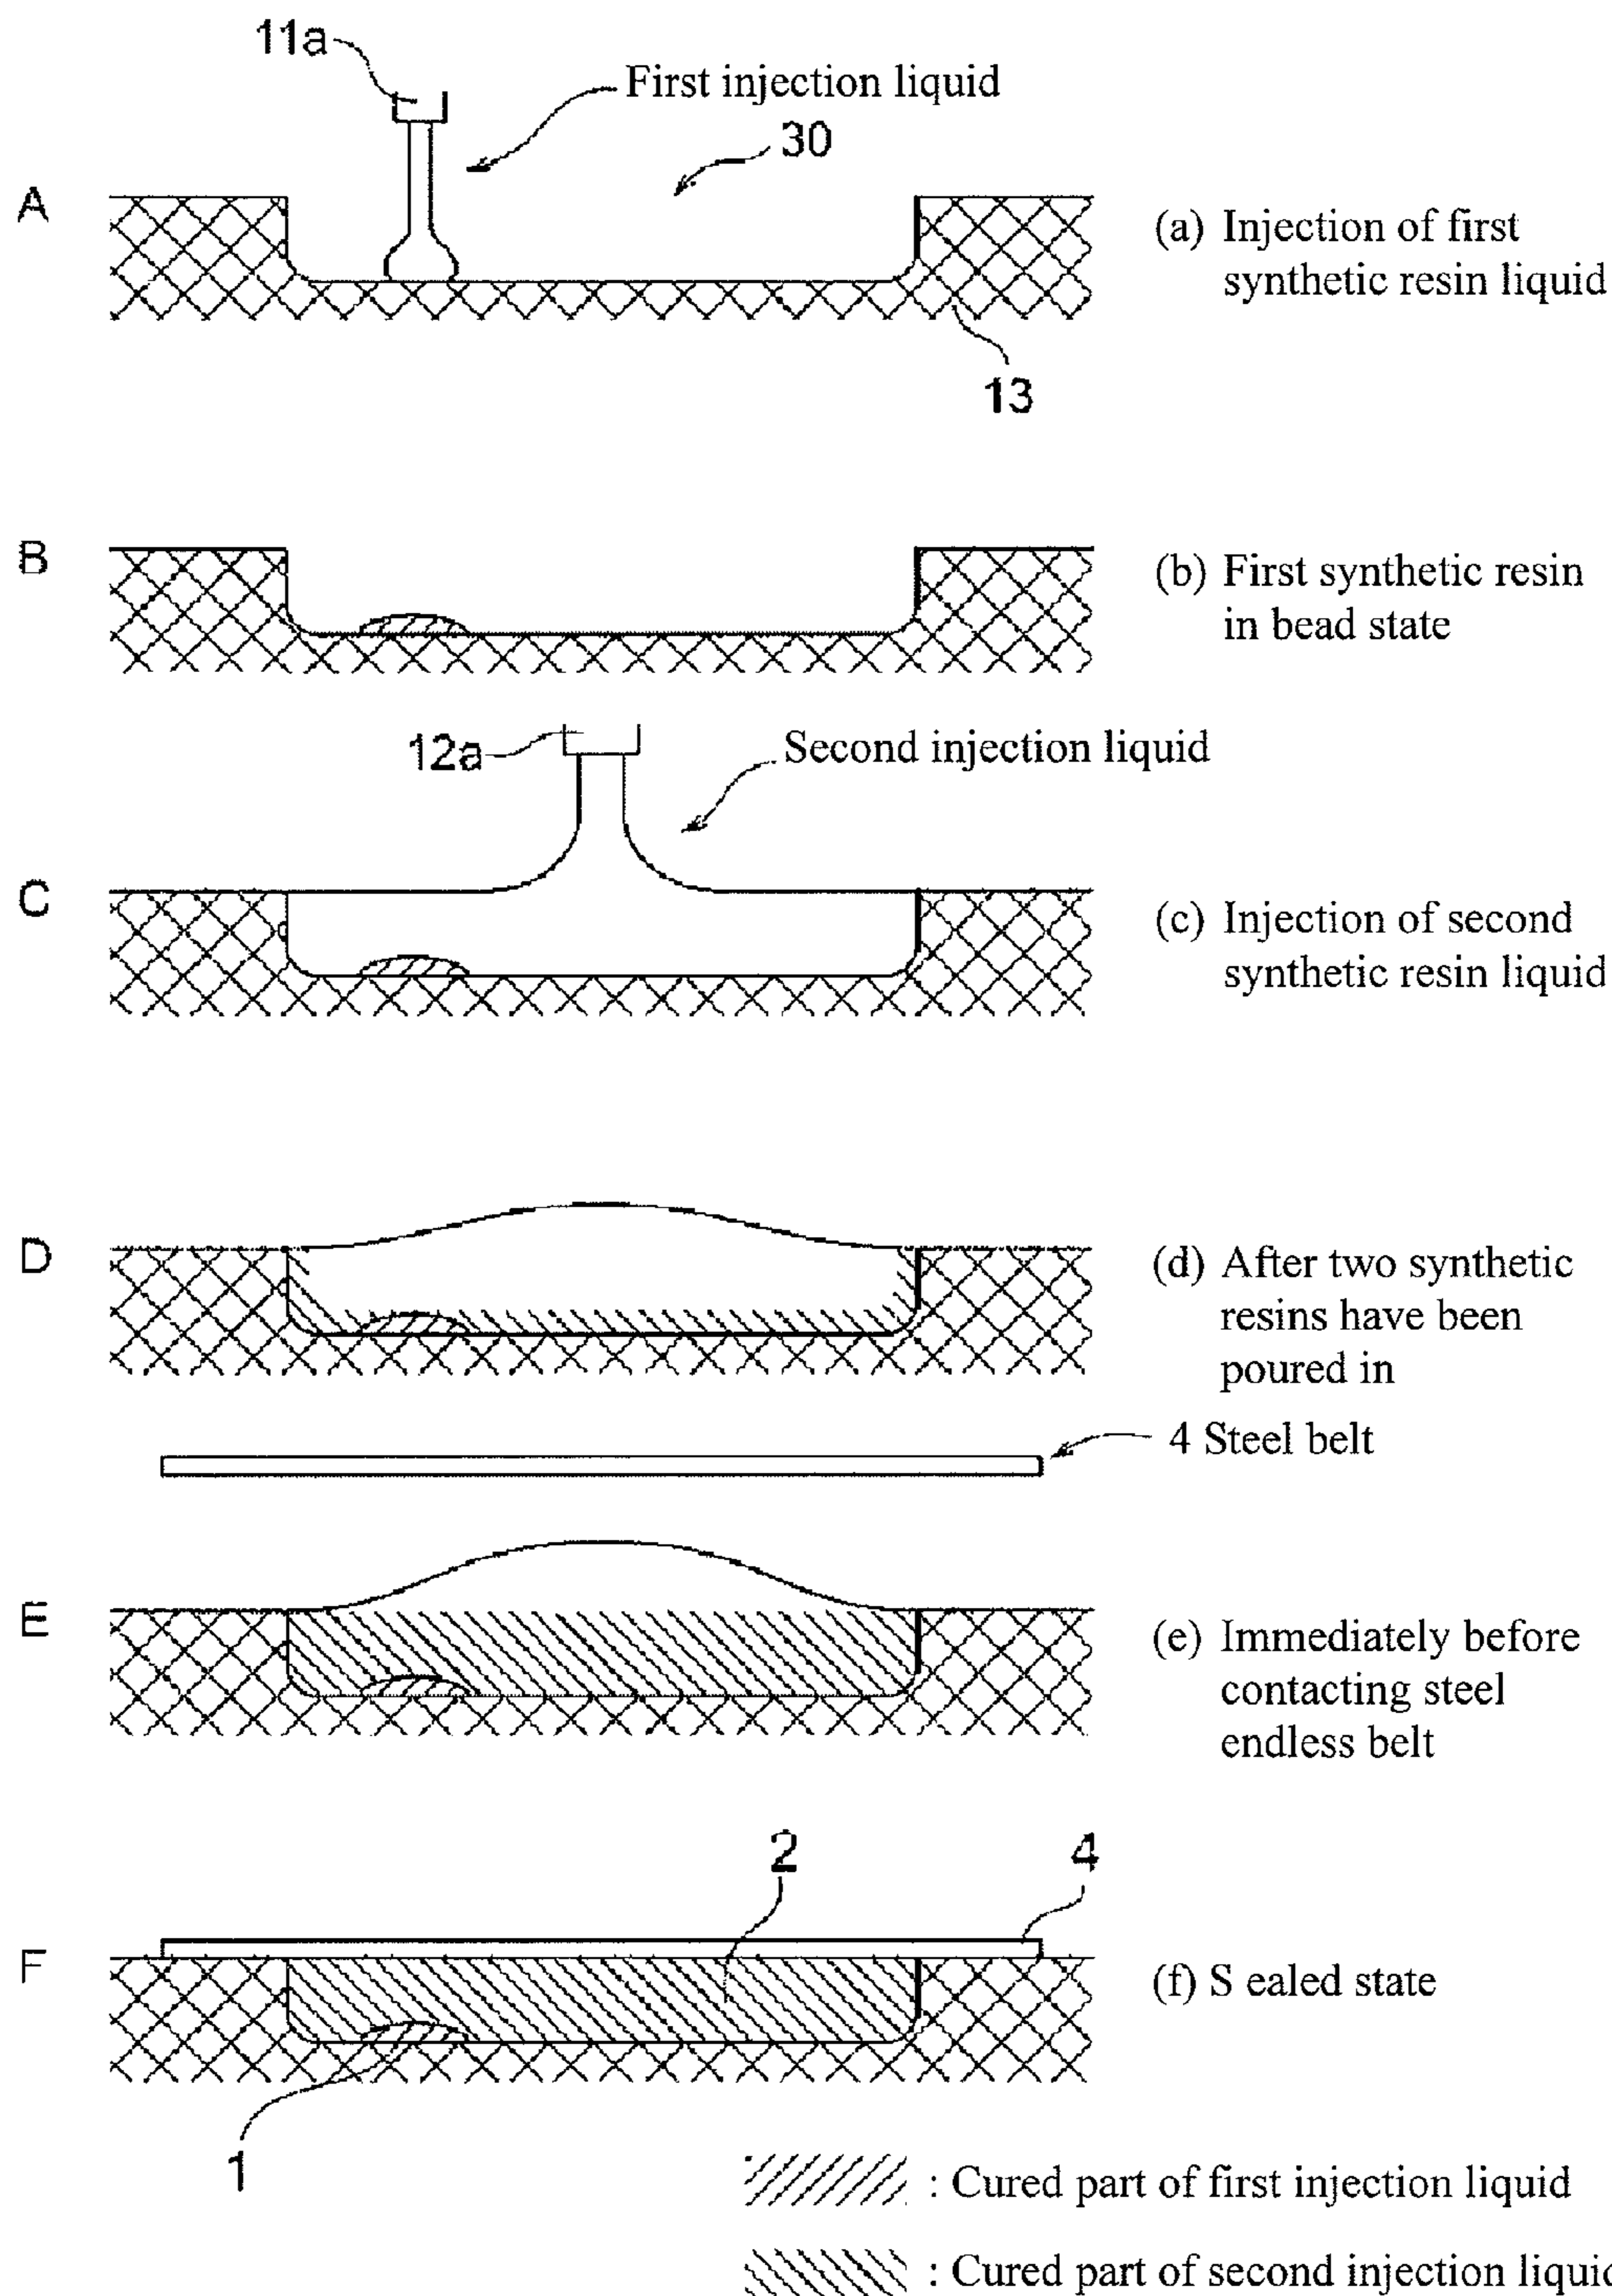 11a
First injection liquid
30
A
(a) Injection of first
synthetic resin liquid
13
B
(b) First synthetic resin
in bead state
12a
Second injection liquid
C
(c) Injection of second
synthetic resin liquid
D
(d) After two synthetic
resins have been
poured in
4 Steel belt
E
(e) Immediately before
contacting steel
endless belt
2
4
F
(f) S ealed state
1
: Cured part of first injection liquid
: Cured part of second injection liquid